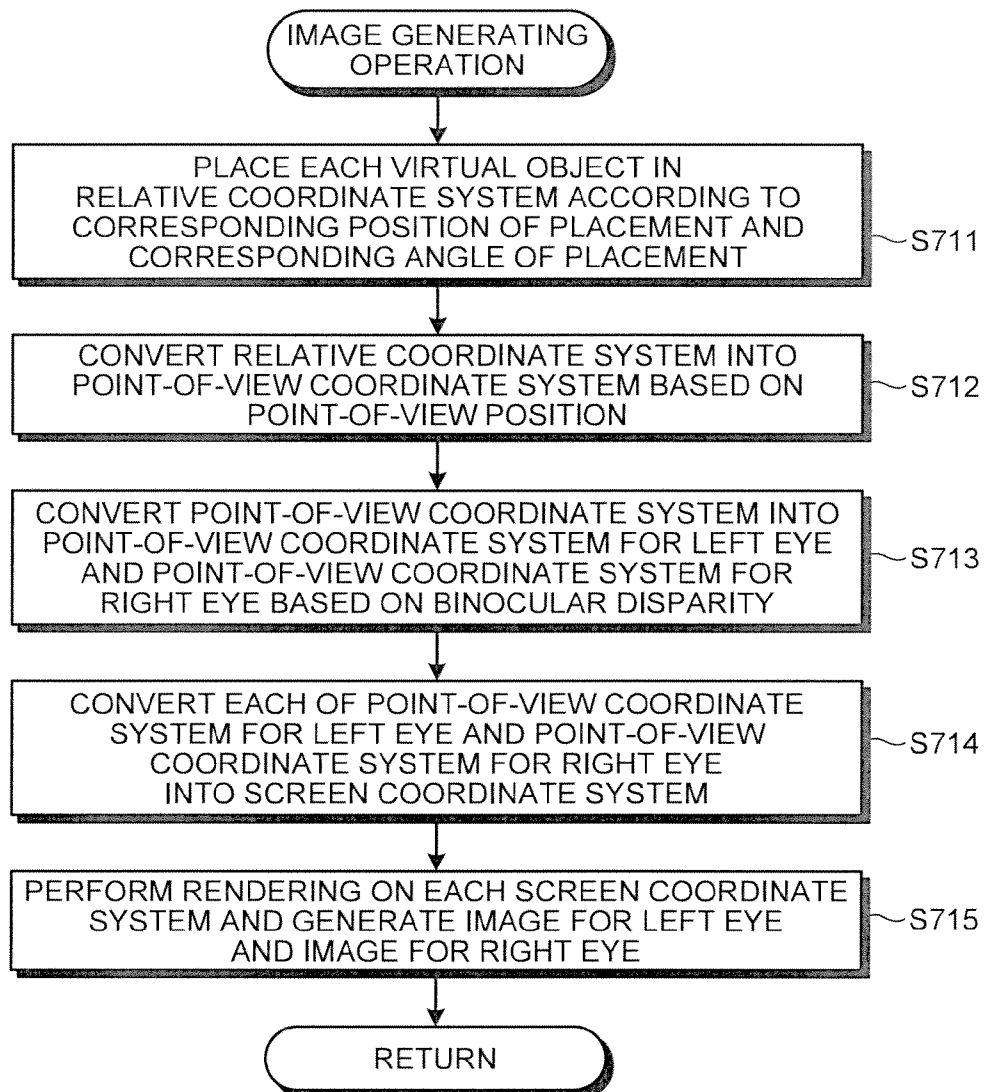 IMAGE GENERATING
OPERATION
PLACE EACH VIRTUAL OBJECT IN
RELATIVE COORDINATE SYSTEM ACCORDING TO
CORRESPONDING POSITION OF PLACEMENT AND
CORRESPONDING ANGLE OF PLACEMENT
S711
CONVERT RELATIVE COORDINATE SYSTEM INTO
POINT-OF-VIEW COORDINATE SYSTEM BASED ON
POINT-OF-VIEW POSITION
S712
CONVERT POINT-OF-VIEW COORDINATE SYSTEM INTO
POINT-OF-VIEW COORDINATE SYSTEM FOR LEFT EYE
AND POINT-OF-VIEW COORDINATE SYSTEM FOR
RIGHT EYE BASED ON BINOCULAR DISPARITY
S713
CONVERT EACH OF POINT-OF-VIEW COORDINATE
SYSTEM FOR LEFT EYE AND POINT-OF-VIEW
COORDINATE SYSTEM FOR RIGHT EYE
INTO SCREEN COORDINATE SYSTEM
S714
PERFORM RENDERING ON EACH SCREEN COORDINATE
SYSTEM AND GENERATE IMAGE FOR LEFT EYE
AND IMAGE FOR RIGHT EYE
S715
RETURN